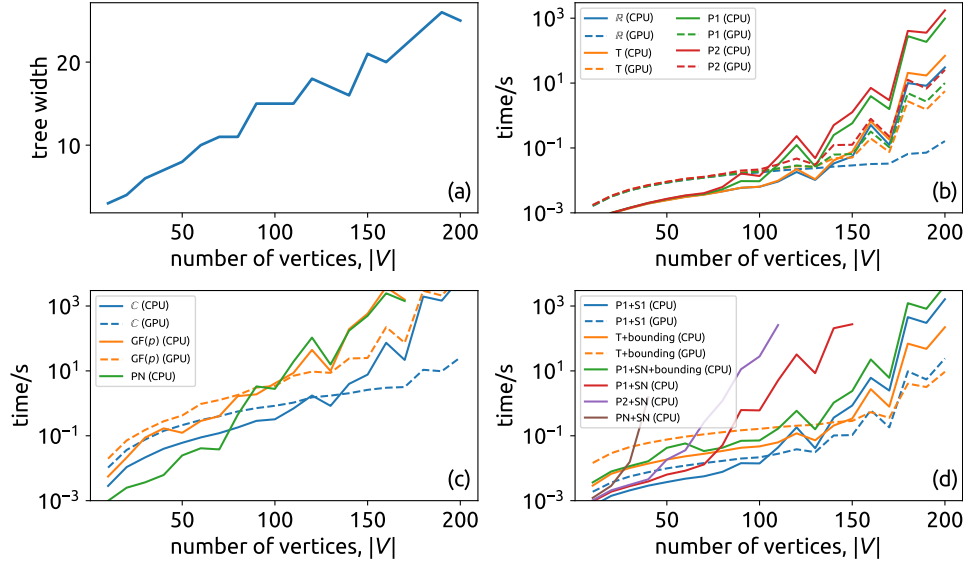 tree width
20
10
50
100
150
200
number of vertices, |V|
(a)
time/s
10³
10¹
10⁻¹
10⁻³
ℝ (CPU)
ℝ (GPU)
T (CPU)
T (GPU)
P1 (CPU)
P1 (GPU)
P2 (CPU)
P2 (GPU)
50
100
150
200
number of vertices, |V|
(b)
time/s
10³
10¹
10⁻¹
10⁻³
ℂ (CPU)
ℂ (GPU)
GF(p) (CPU)
GF(p) (GPU)
PN (CPU)
50
100
150
200
number of vertices, |V|
(c)
time/s
10³
10¹
10⁻¹
10⁻³
P1+S1 (CPU)
P1+S1 (GPU)
T+bounding (CPU)
T+bounding (GPU)
P1+SN+bounding (CPU)
P1+SN (CPU)
P2+SN (CPU)
PN+SN (CPU)
50
100
150
200
number of vertices, |V|
(d)